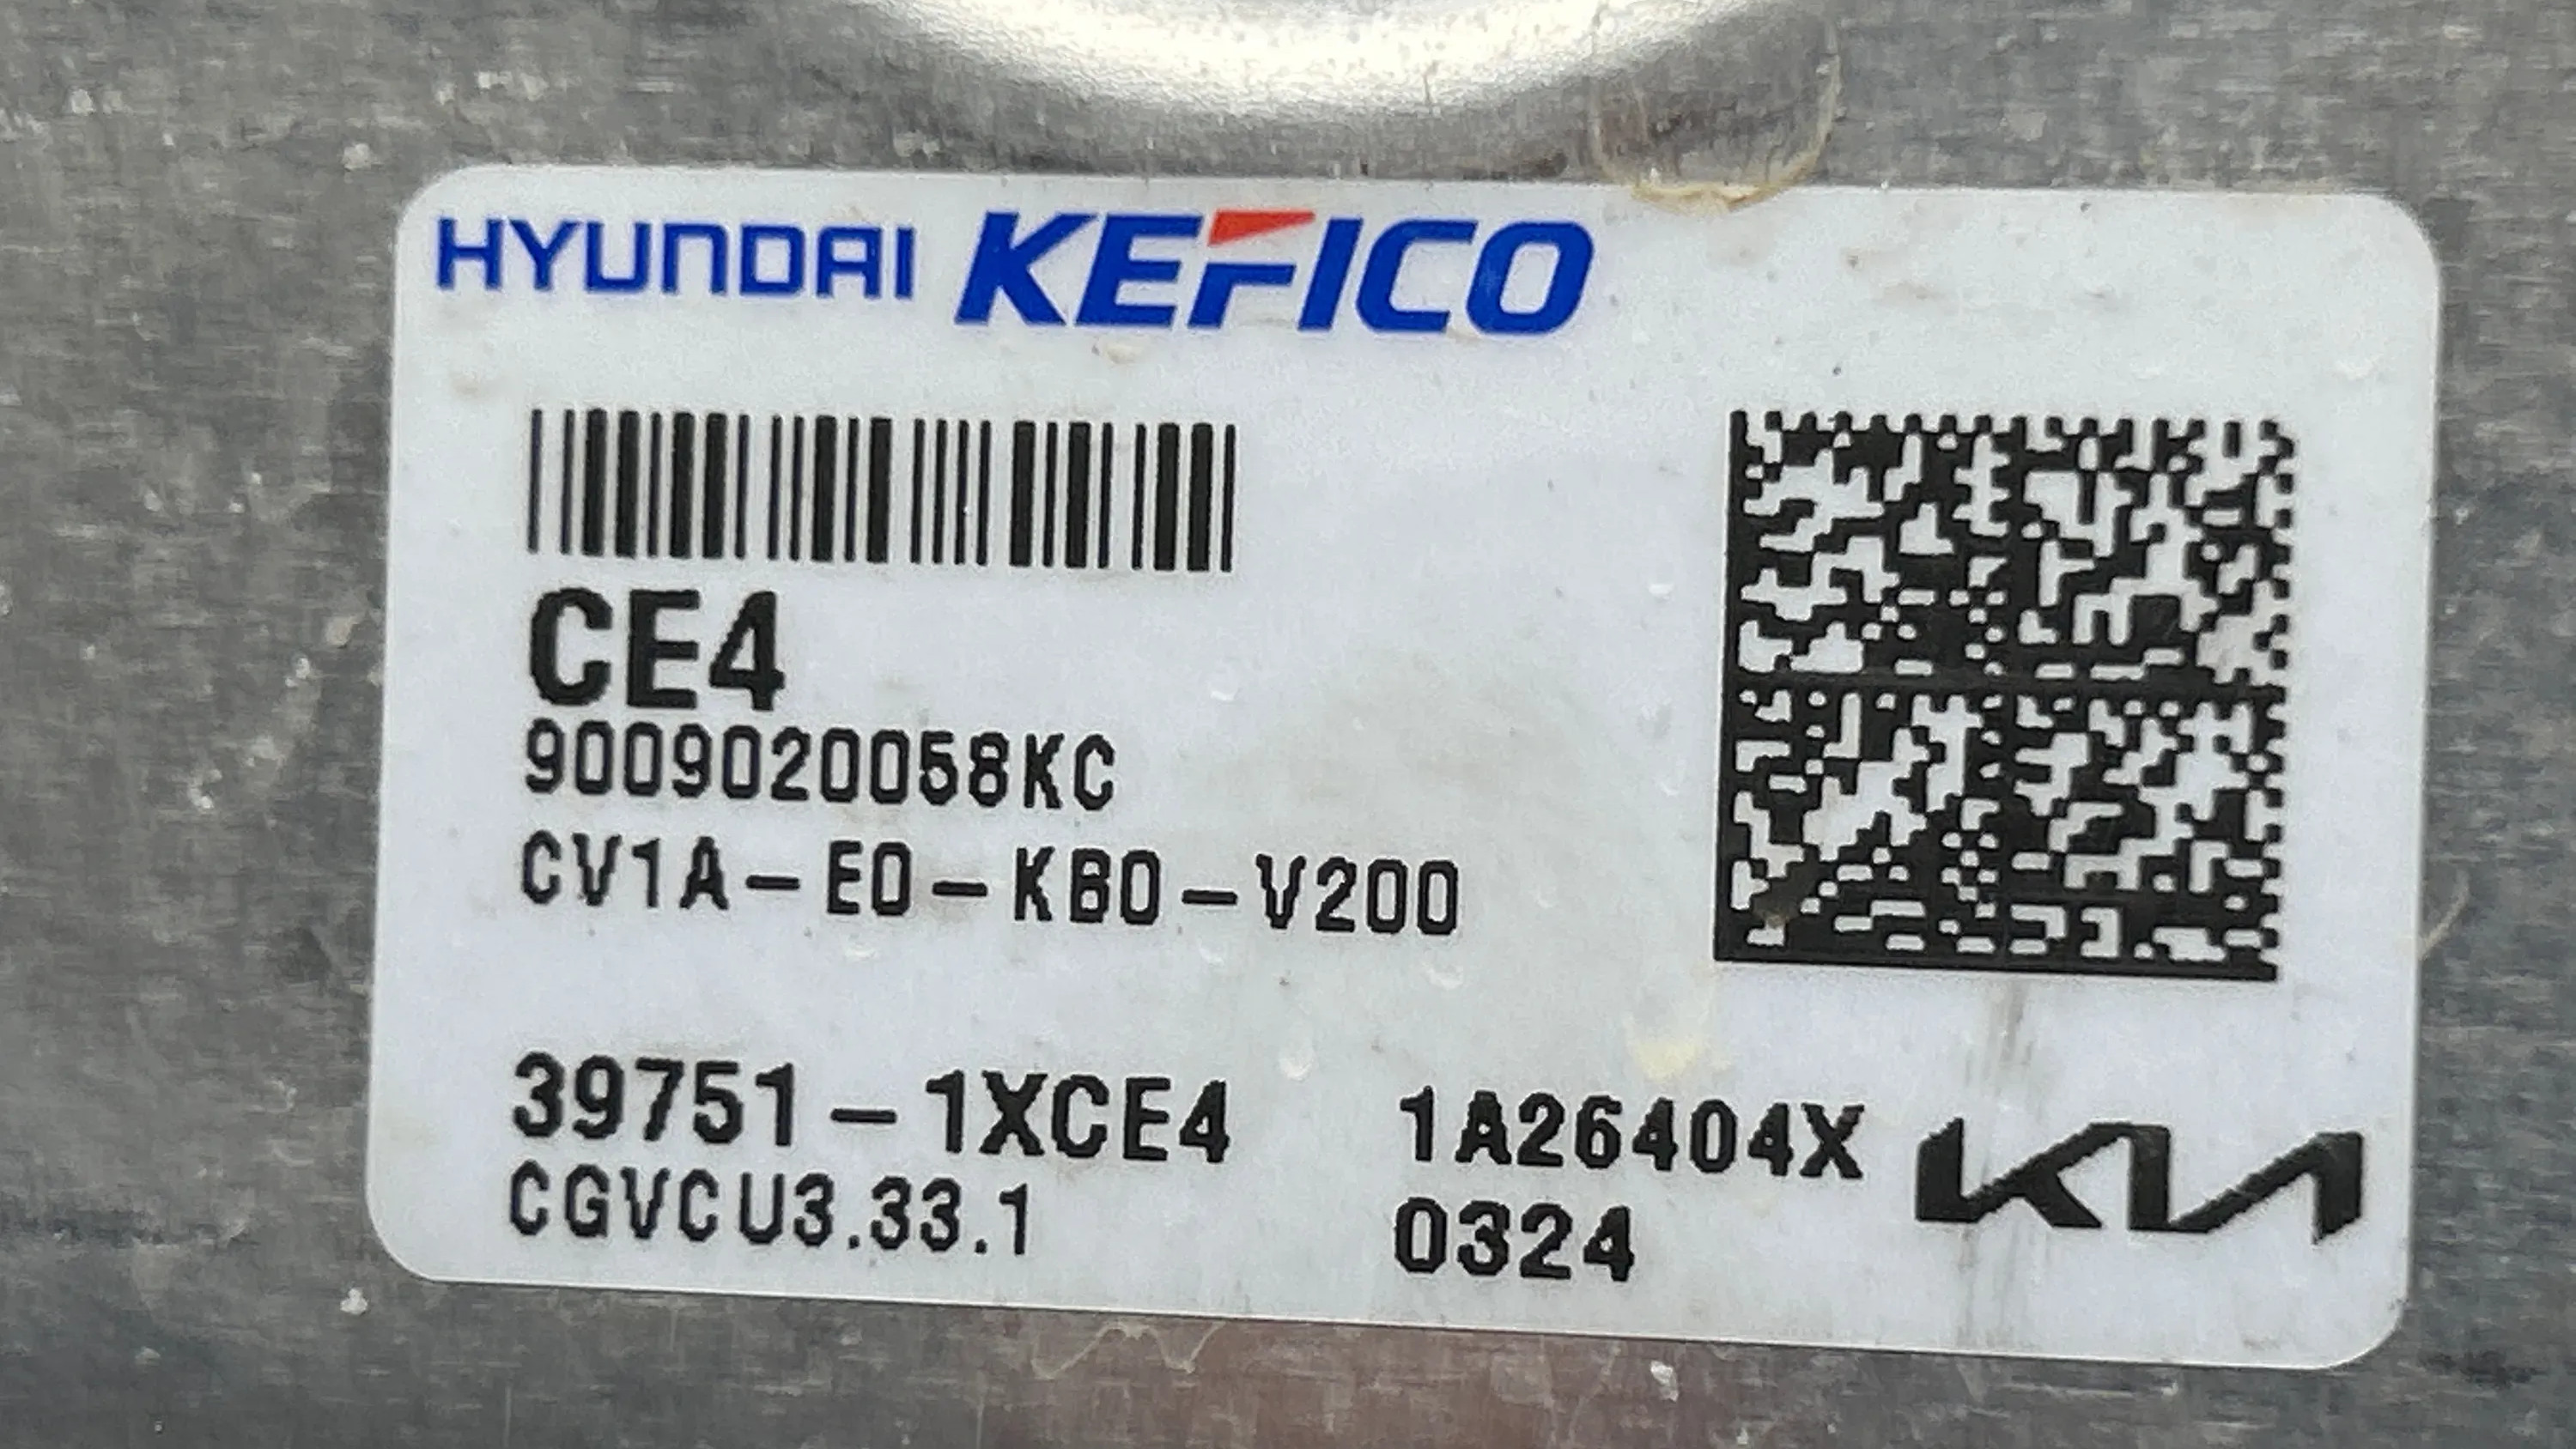 HYUNDAI KEFICO
CE4
9009020058KC
CV1A-E0-KB0-V200
39751-1XCE4
1A26404X
KIA
CGVCU3.33.1
0324